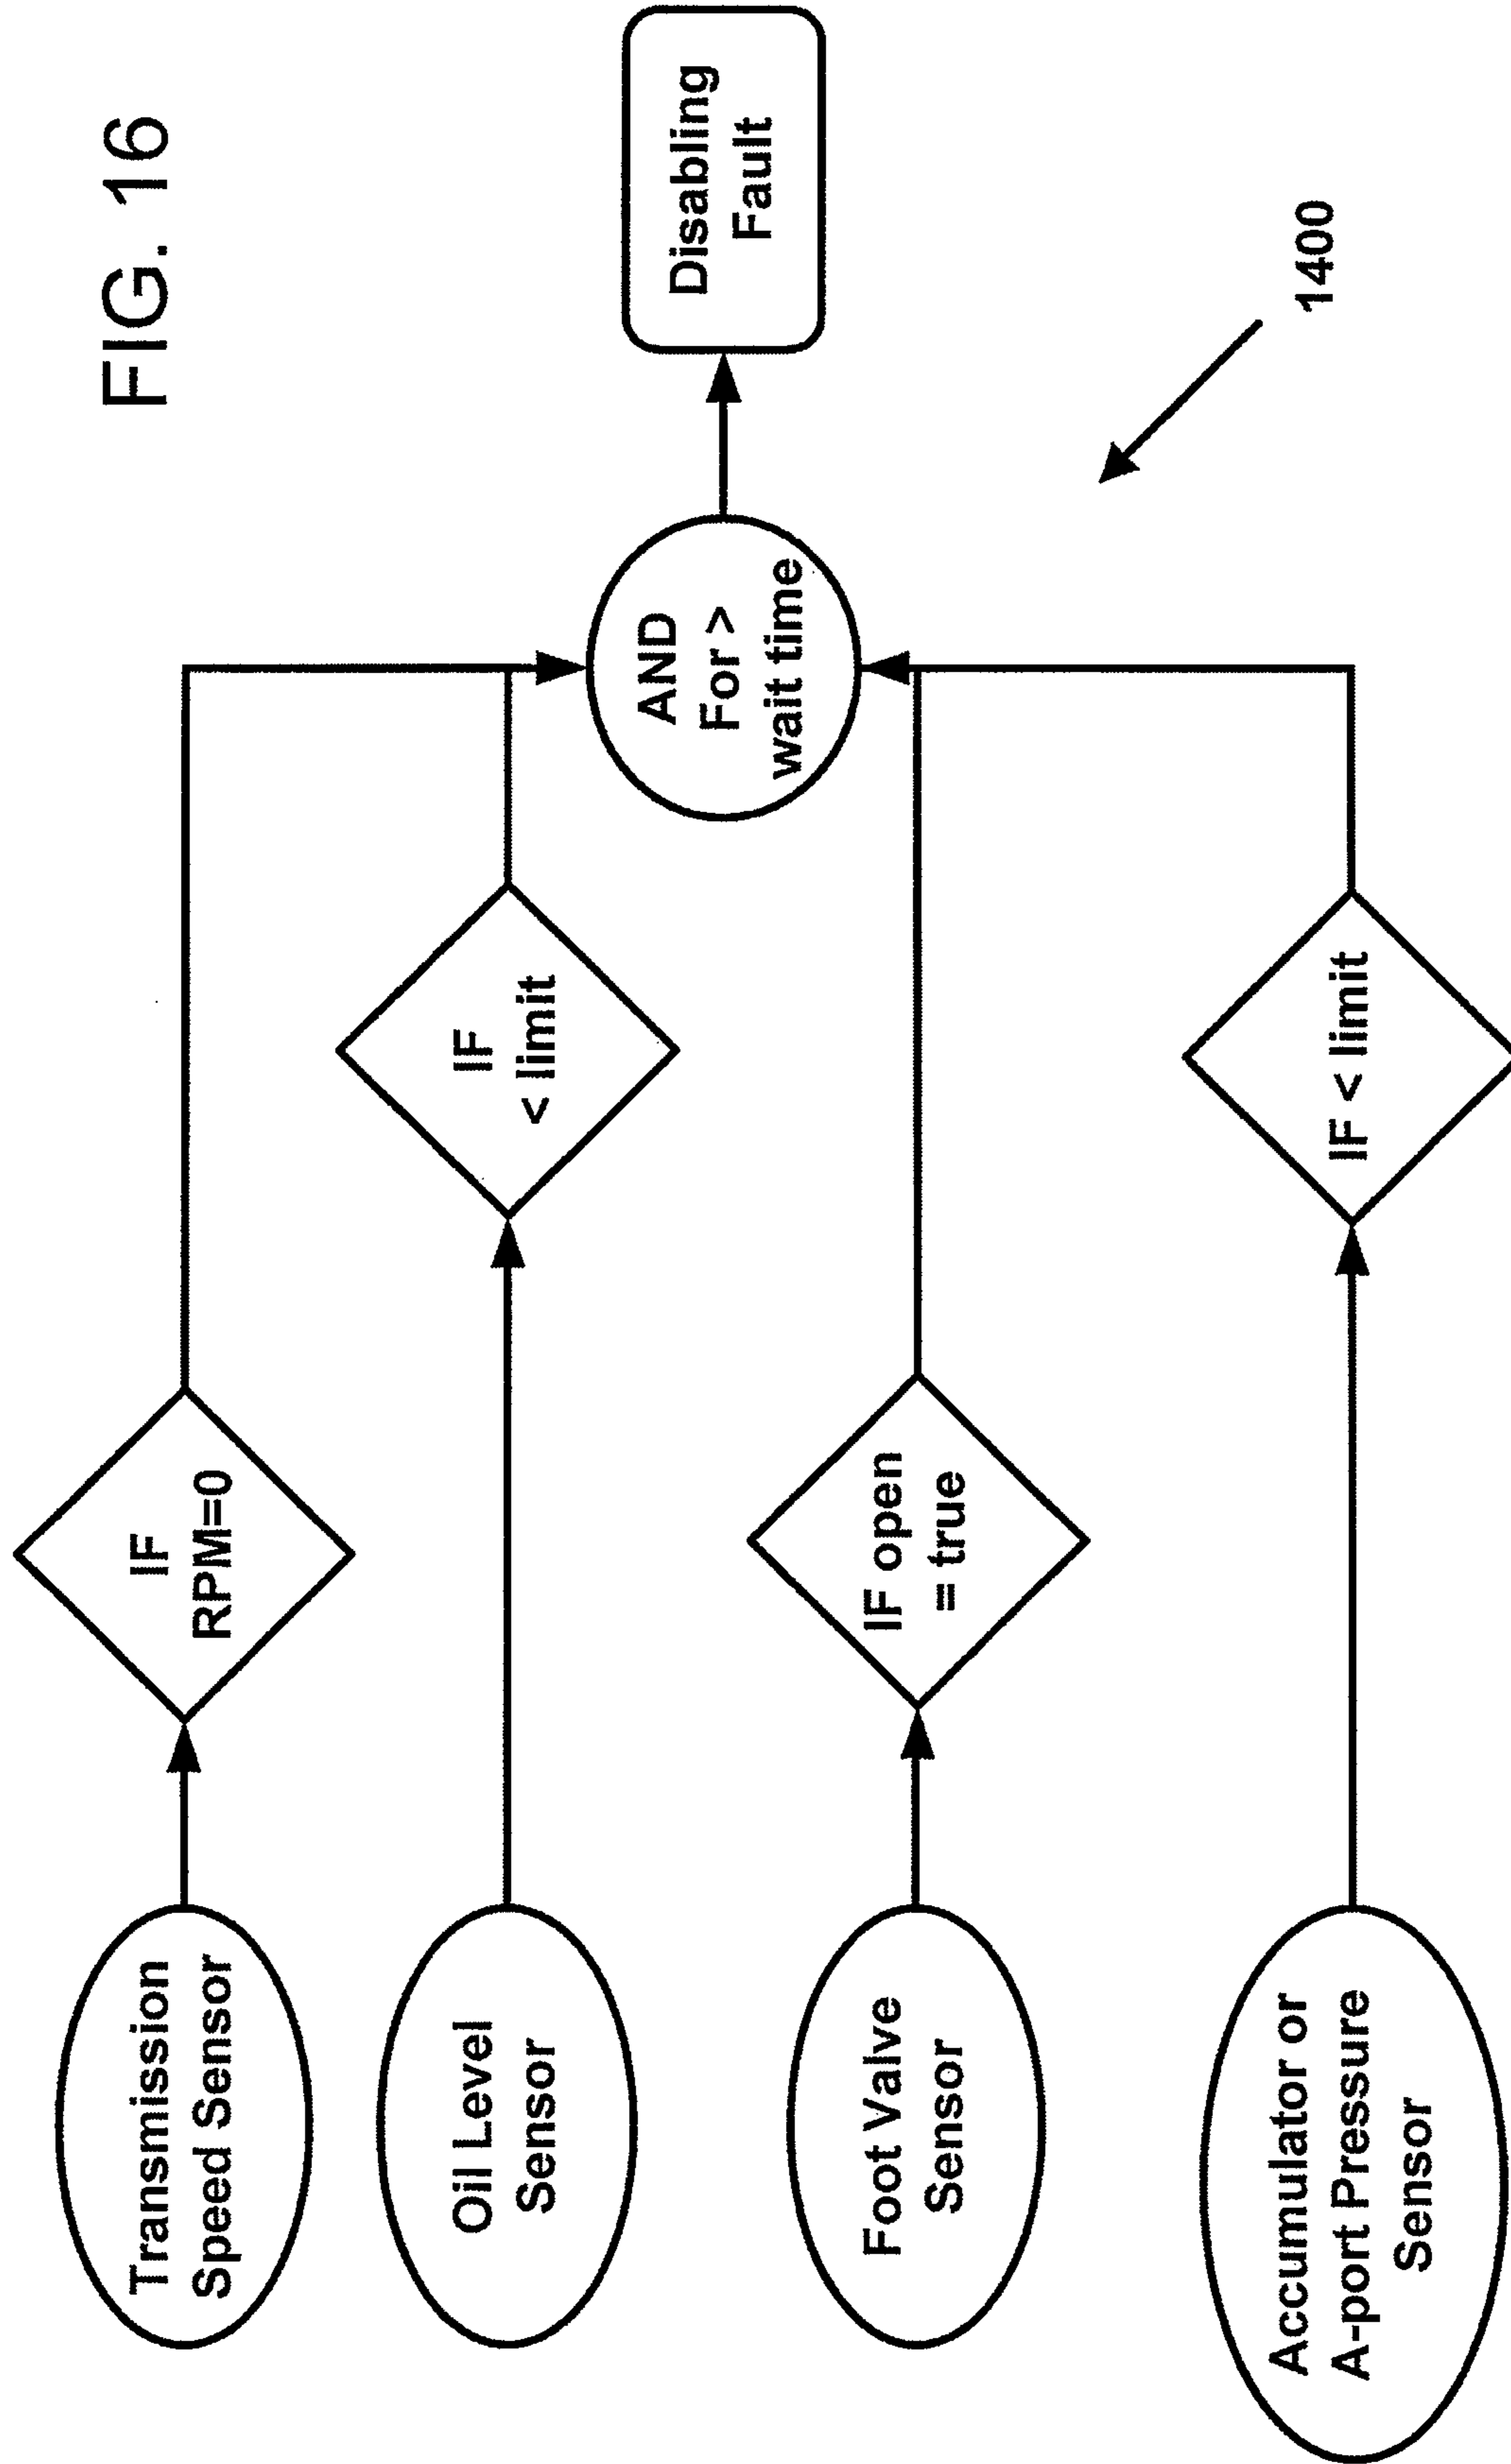 FIG. 16
Transmission
Speed Sensor
IF
RPM=0
Oil Level
Sensor
IF
< limit
AND
For >
wait time
Disabling
Fault
Foot Valve
Sensor
IF open
= true
Accumulator or
A-port Pressure
Sensor
IF < limit
1400